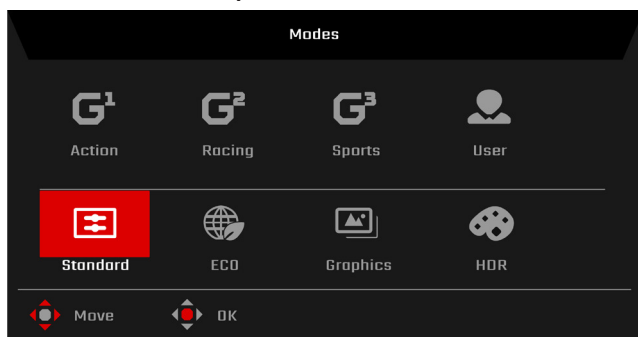 Modes
G1 G2 G3
Action Racing Sports User
Standard ECO Graphics HDR
Move OK